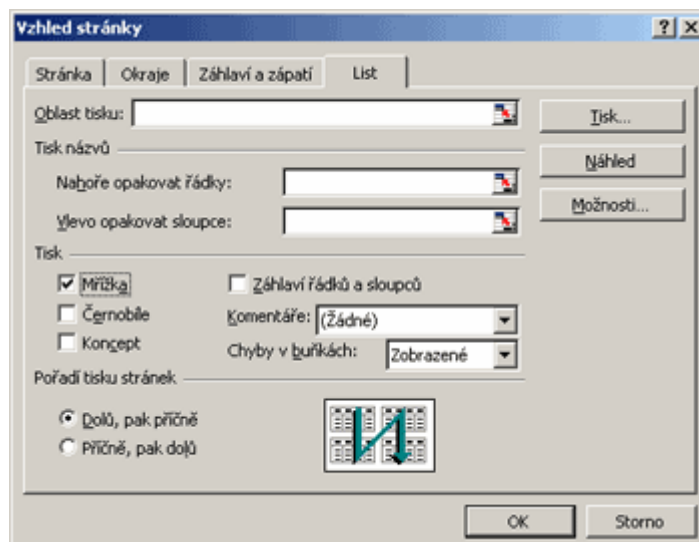 Vzhled stránky
Stránka
Okraje
Záhlaví a zápatí
List
Oblast tisku:
Tisk...
Tisk názvů
Náhled
Nahoře opakovat řádky:
Možnosti...
Vlevo opakovat sloupce:
Tisk
Mřížka
Záhlaví řádků a sloupců
Černobíle
Komentáře: (Žádné)
Koncept
Chyby v buňkách: Zobrazené
Pořadí tisku stránek
Dolů, pak příčně
Příčně, pak dolů
OK
Storno